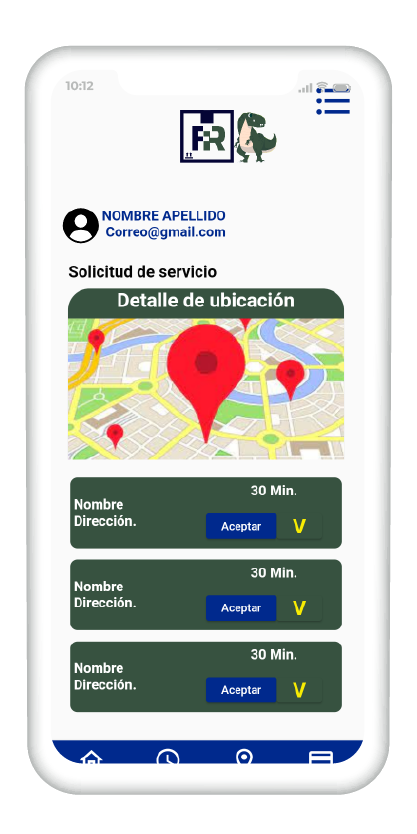 10:12
FR
NOMBRE APELLIDO
Correo@gmail.com
Solicitud de servicio
Detalle de ubicación
30 Min.
Nombre
Dirección.
Aceptar V
30 Min.
Nombre
Dirección.
Aceptar V
30 Min.
Nombre
Dirección.
Aceptar V